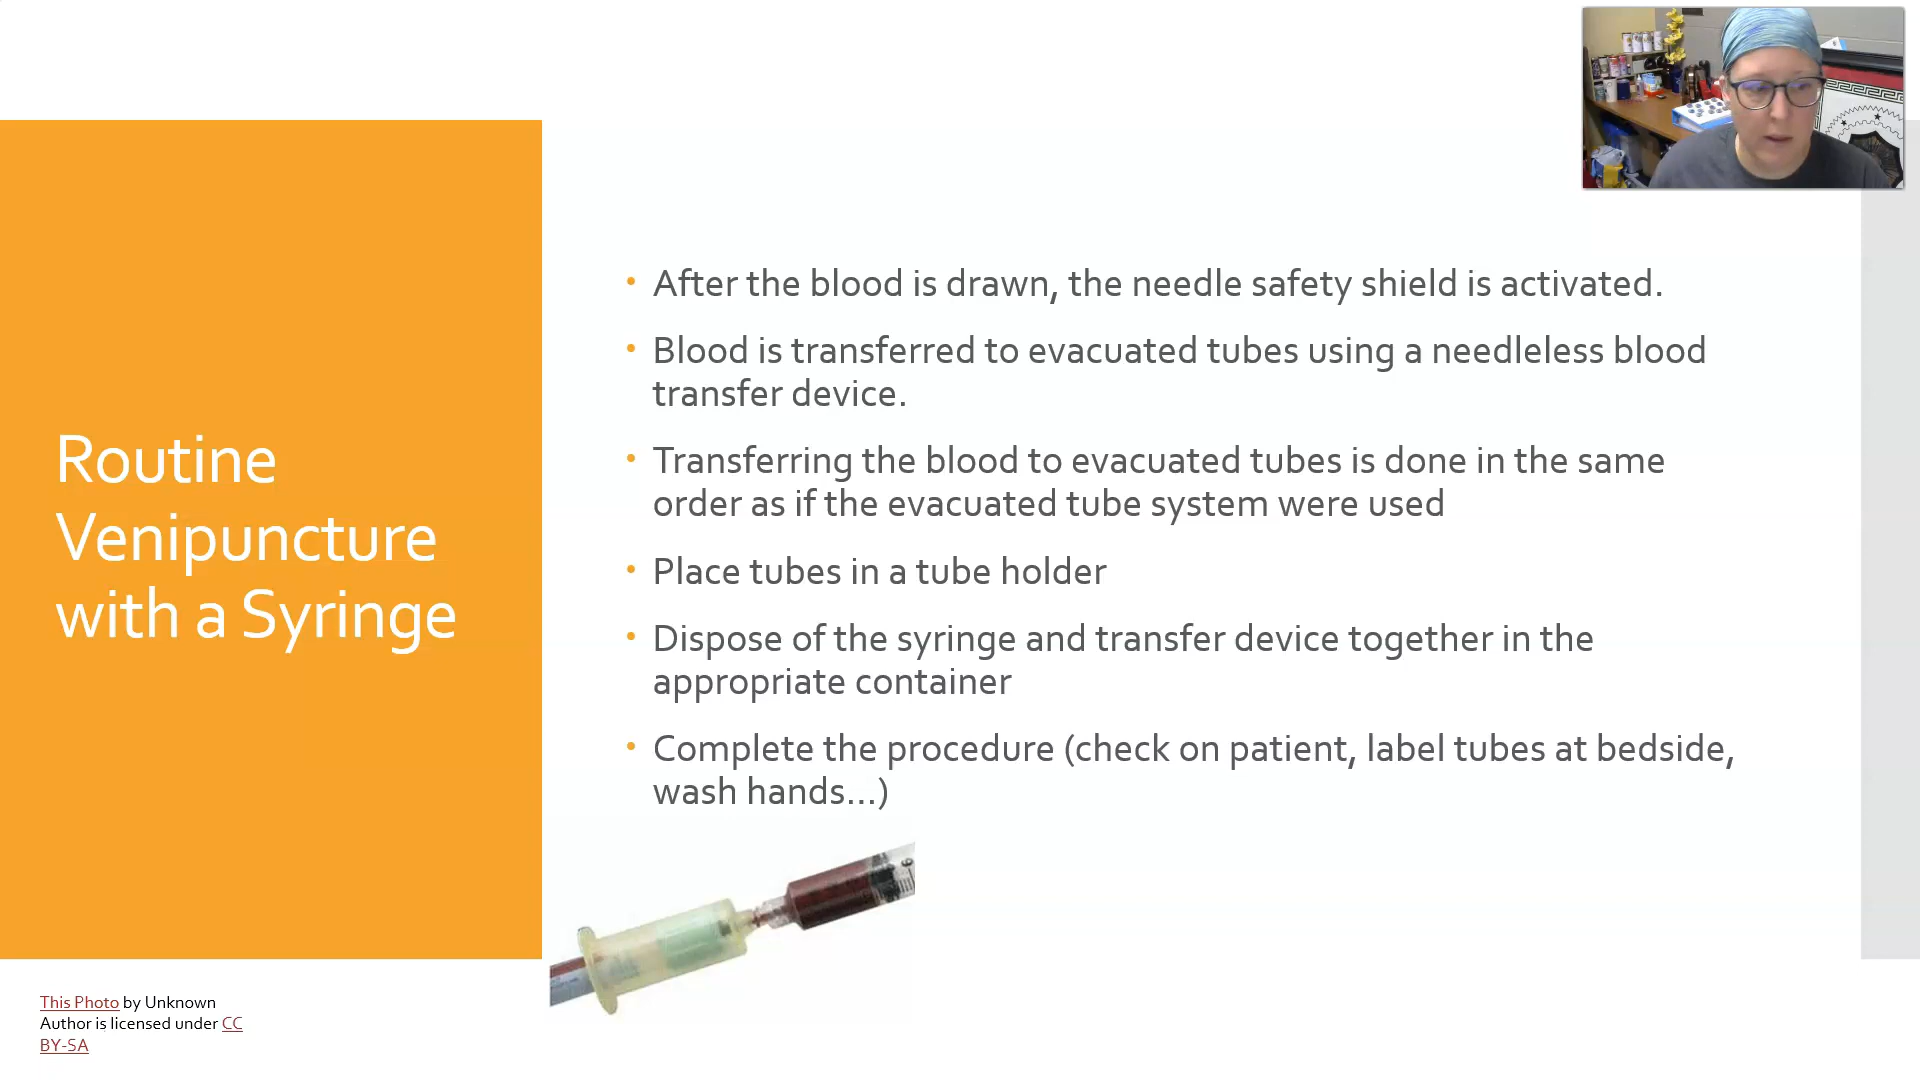 Routine
Venipuncture
with a Syringe
• After the blood is drawn, the needle safety shield is activated.
• Blood is transferred to evacuated tubes using a needleless blood
transfer device.
• Transferring the blood to evacuated tubes is done in the same
order as if the evacuated tube system were used
• Place tubes in a tube holder
• Dispose of the syringe and transfer device together in the
appropriate container
• Complete the procedure (check on patient, label tubes at bedside,
wash hands…)
This Photo by Unknown
Author is licensed under CC
BY-SA